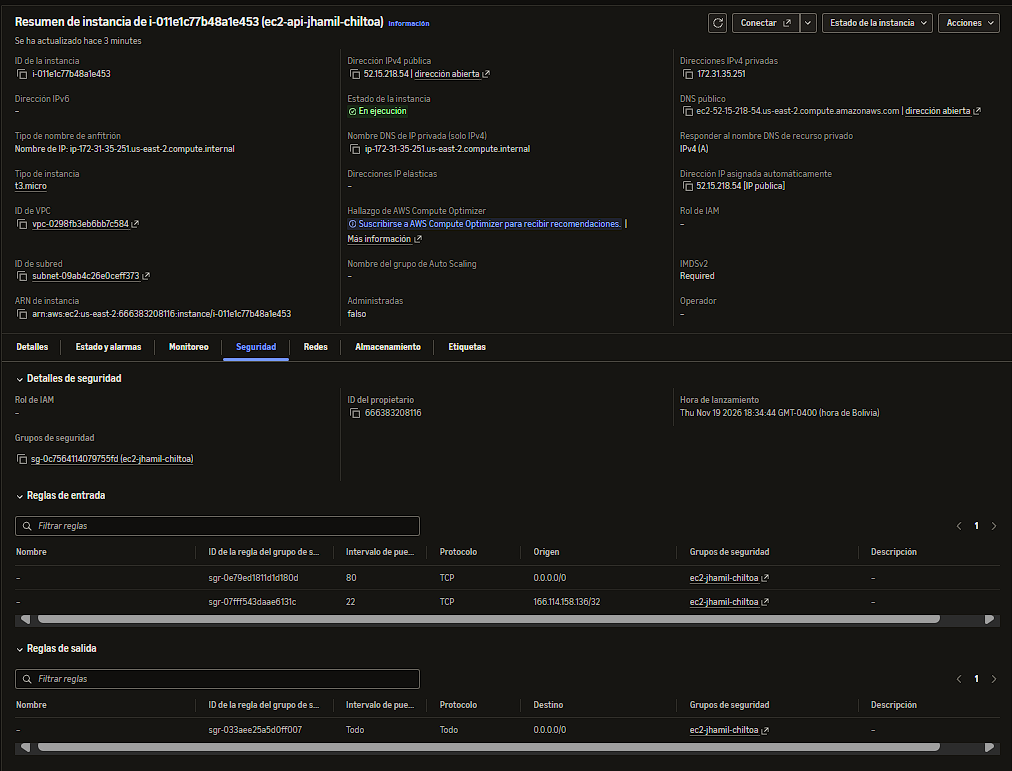 Resumen de instancia de i-011e1c77b48a1e453 (ec2-api-jhamil-chiltoa) Información
Conectar
Estado de la instancia
Acciones
Se ha actualizado hace 3 minutes
ID de la instancia
i-011e1c77b48a1e453
Dirección IPv4 pública
52.15.218.54 | dirección abierta
Direcciones IPv4 privadas
172.31.35.251
Dirección IPv6
–
Estado de la instancia
En ejecución
DNS público
ec2-52-15-218-54.us-east-2.compute.amazonaws.com | dirección abierta
Tipo de nombre de anfitrión
Nombre de IP: ip-172-31-35-251.us-east-2.compute.internal
Nombre DNS de IP privada (solo IPv4)
ip-172-31-35-251.us-east-2.compute.internal
Responder al nombre DNS de recurso privado
IPv4 (A)
Tipo de instancia
t3.micro
Direcciones IP elásticas
–
Dirección IP asignada automáticamente
52.15.218.54 [IP pública]
ID de VPC
vpc-0298fb3eb6bb7c584
Hallazgo de AWS Compute Optimizer
Suscribirse a AWS Compute Optimizer para recibir recomendaciones. |
Más información
Rol de IAM
–
ID de subred
subnet-09ab4c26e0ceff373
Nombre del grupo de Auto Scaling
–
IMDSv2
Required
ARN de instancia
arn:aws:ec2:us-east-2:666383208116:instance/i-011e1c77b48a1e453
Administradas
falso
Operador
–
Detalles
Estado y alarmas
Monitoreo
Seguridad
Redes
Almacenamiento
Etiquetas
Detalles de seguridad
Rol de IAM
–
ID del propietario
666383208116
Hora de lanzamiento
Thu Nov 19 2026 18:34:44 GMT-0400 (hora de Bolivia)
Grupos de seguridad
sg-0c7564114079755fd (ec2-jhamil-chiltoa)
Reglas de entrada
Filtrar reglas
1
Nombre ID de la regla del grupo de s... Intervalo de pue... Protocolo Origen Grupos de seguridad Descripción
– sgr-0e79ed1811d1d180d 80 TCP 0.0.0.0/0 ec2-jhamil-chiltoa –
– sgr-07fff543daae6131c 22 TCP 166.114.158.136/32 ec2-jhamil-chiltoa –
Reglas de salida
Filtrar reglas
1
Nombre ID de la regla del grupo de s... Intervalo de pue... Protocolo Destino Grupos de seguridad Descripción
– sgr-033aee25a5d0ff007 Todo Todo 0.0.0.0/0 ec2-jhamil-chiltoa –